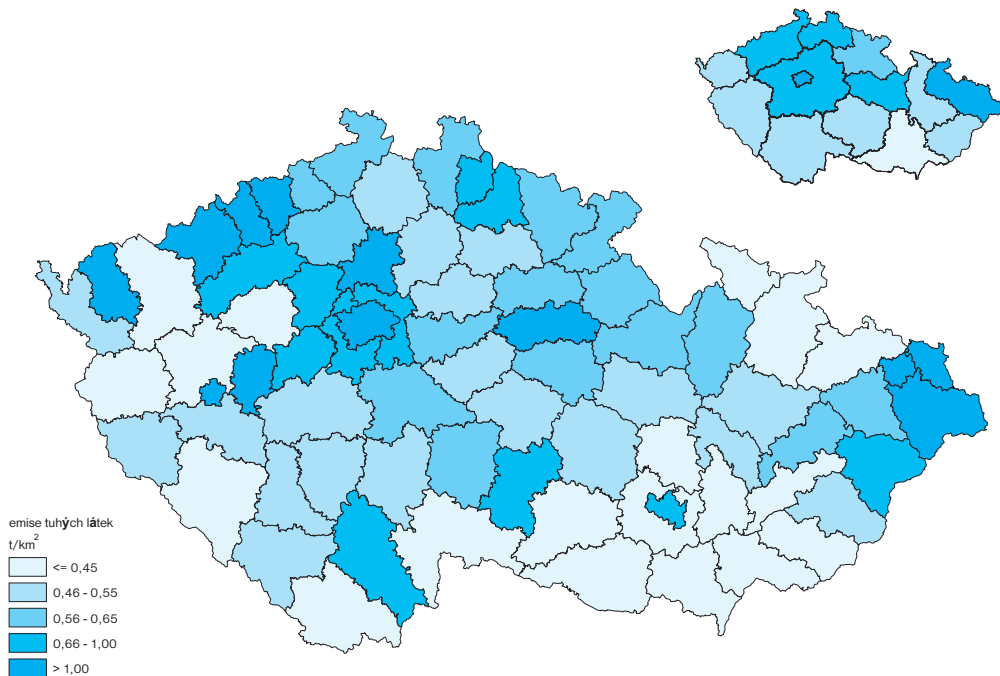 emise tuhých látek
t/km²
<= 0,45
0,46 - 0,55
0,56 - 0,65
0,66 - 1,00
> 1,00